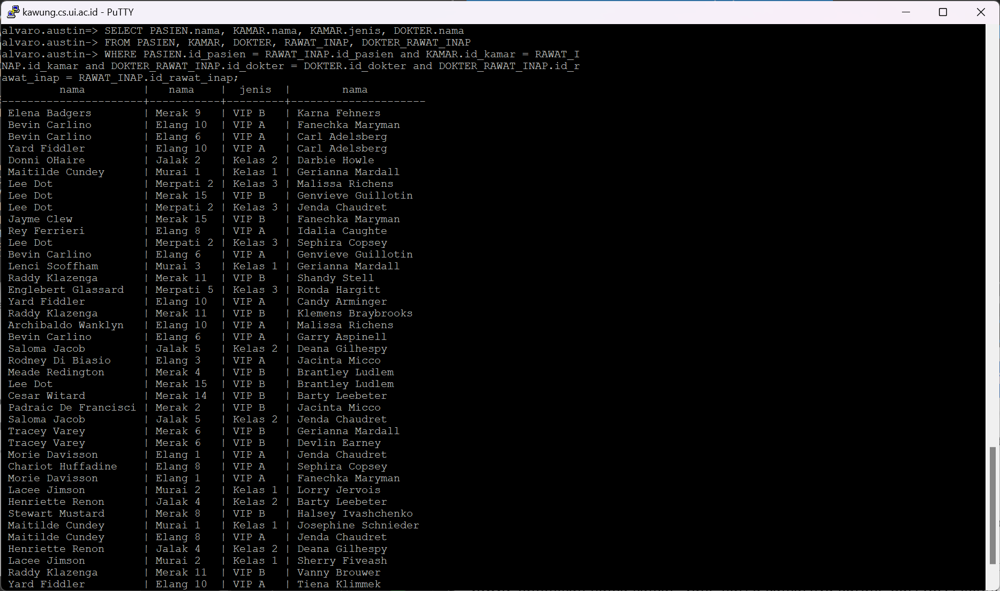 kawung.cs.ui.ac.id - PuTTY
alvaro.austin=> SELECT PASIEN.nama, KAMAR.nama, KAMAR.jenis, DOKTER.nama
alvaro.austin-> FROM PASIEN, KAMAR, DOKTER, RAWAT_INAP, DOKTER_RAWAT_INAP
alvaro.austin-> WHERE PASIEN.id_pasien = RAWAT_INAP.id_pasien and KAMAR.id_kamar = RAWAT_I
NAP.id_kamar and DOKTER_RAWAT_INAP.id_dokter = DOKTER.id_dokter and DOKTER_RAWAT_INAP.id_r
awat_inap = RAWAT_INAP.id_rawat_inap;
         nama         |   nama    |  jenis  |        nama
----------------------+-----------+---------+---------------------
 Elena Badgers        | Merak 9   | VIP B   | Karna Fehners
 Bevin Carlino        | Elang 10  | VIP A   | Fanechka Maryman
 Bevin Carlino        | Elang 6   | VIP A   | Carl Adelsberg
 Yard Fiddler         | Elang 10  | VIP A   | Carl Adelsberg
 Donni OHaire         | Jalak 2   | Kelas 2 | Darbie Howle
 Maitilde Cundey      | Murai 1   | Kelas 1 | Gerianna Mardall
 Lee Dot              | Merpati 2 | Kelas 3 | Malissa Richens
 Lee Dot              | Merak 15  | VIP B   | Genvieve Guillotin
 Lee Dot              | Merpati 2 | Kelas 3 | Jenda Chaudret
 Jayme Clew           | Merak 15  | VIP B   | Fanechka Maryman
 Rey Ferrieri         | Elang 8   | VIP A   | Idalia Caughte
 Lee Dot              | Merpati 2 | Kelas 3 | Sephira Copsey
 Bevin Carlino        | Elang 6   | VIP A   | Genvieve Guillotin
 Lenci Scoffham       | Murai 3   | Kelas 1 | Gerianna Mardall
 Raddy Klazenga       | Merak 11  | VIP B   | Shandy Stell
 Englebert Glassard   | Merpati 5 | Kelas 3 | Ronda Hargitt
 Yard Fiddler         | Elang 10  | VIP A   | Candy Arminger
 Raddy Klazenga       | Merak 11  | VIP B   | Klemens Braybrooks
 Archibaldo Wanklyn   | Elang 10  | VIP A   | Malissa Richens
 Bevin Carlino        | Elang 6   | VIP A   | Garry Aspinell
 Saloma Jacob         | Jalak 5   | Kelas 2 | Deana Gilhespy
 Rodney Di Biasio     | Elang 3   | VIP A   | Jacinta Micco
 Meade Redington      | Merak 4   | VIP B   | Brantley Ludlem
 Lee Dot              | Merak 15  | VIP B   | Brantley Ludlem
 Cesar Witard         | Merak 14  | VIP B   | Barty Leebeter
 Padraic De Francisci | Merak 2   | VIP B   | Jacinta Micco
 Saloma Jacob         | Jalak 5   | Kelas 2 | Jenda Chaudret
 Tracey Varey         | Merak 6   | VIP B   | Gerianna Mardall
 Tracey Varey         | Merak 6   | VIP B   | Devlin Earney
 Morie Davisson       | Elang 1   | VIP A   | Jenda Chaudret
 Chariot Huffadine    | Elang 8   | VIP A   | Sephira Copsey
 Morie Davisson       | Elang 1   | VIP A   | Fanechka Maryman
 Lacee Jimson         | Murai 2   | Kelas 1 | Lorry Jervois
 Henriette Renon      | Jalak 4   | Kelas 2 | Barty Leebeter
 Stewart Mustard      | Merak 8   | VIP B   | Halsey Ivashchenko
 Maitilde Cundey      | Murai 1   | Kelas 1 | Josephine Schnieder
 Maitilde Cundey      | Elang 8   | VIP A   | Jenda Chaudret
 Henriette Renon      | Jalak 4   | Kelas 2 | Deana Gilhespy
 Lacee Jimson         | Murai 2   | Kelas 1 | Sherry Fiveash
 Raddy Klazenga       | Merak 11  | VIP B   | Vanny Brouwer
 Yard Fiddler         | Elang 10  | VIP A   | Tiena Klimmek